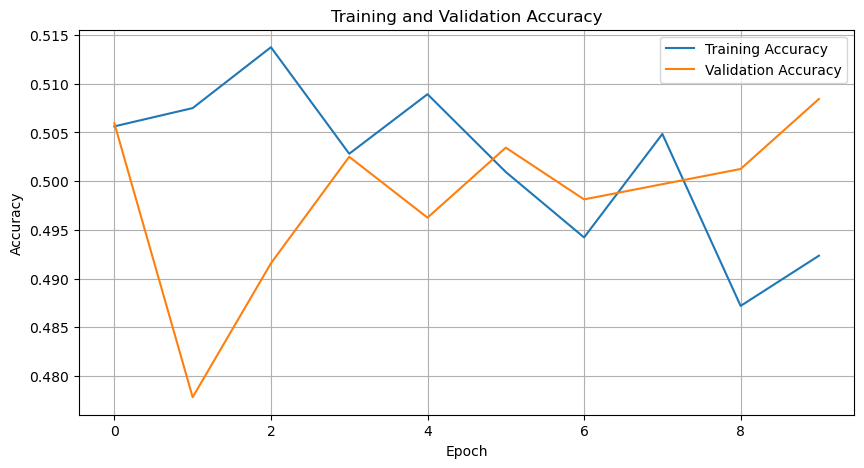 Training and Validation Accuracy
0.515
0.510
0.505
0.500
0.495
0.490
0.485
0.480
Accuracy
Training Accuracy
Validation Accuracy
0 2 4 6 8
Epoch